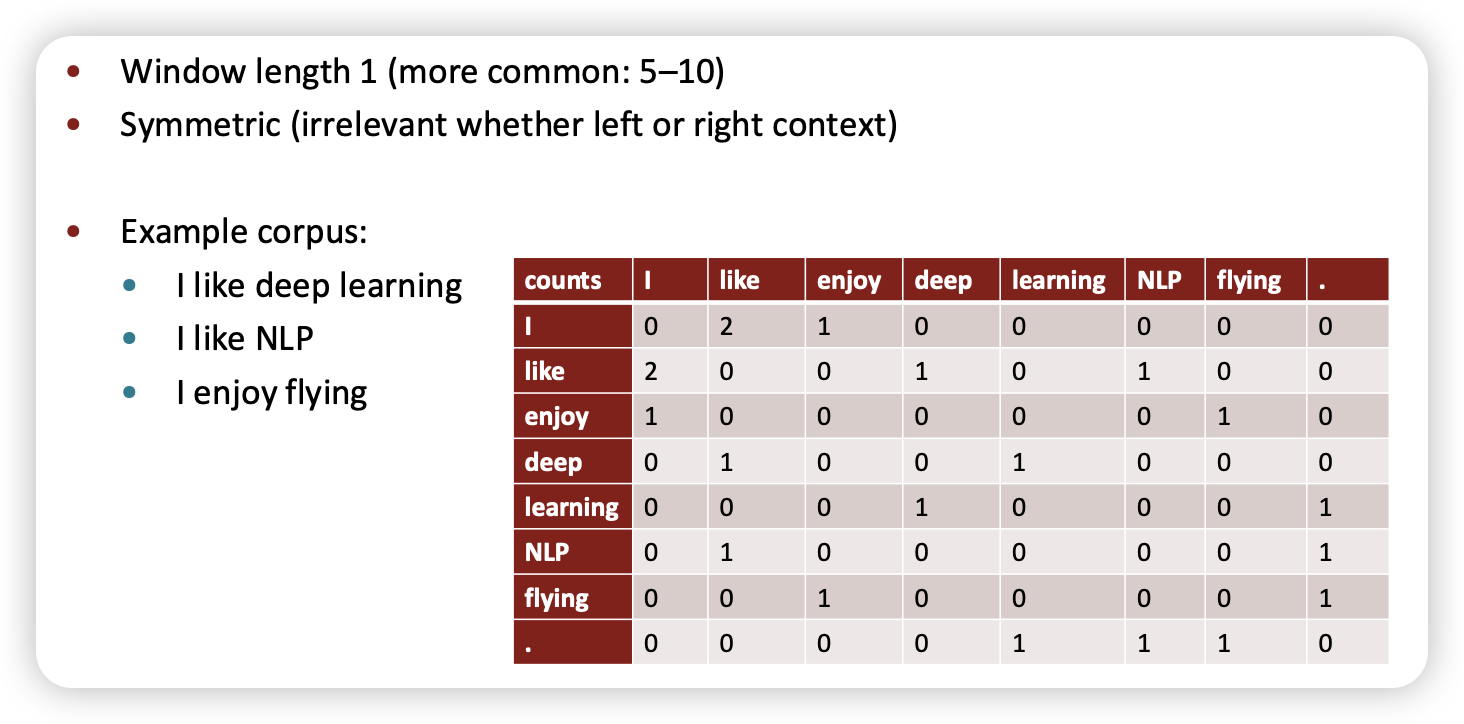 Window length 1 (more common: 5–10)
Symmetric (irrelevant whether left or right context)
Example corpus:
I like deep learning
I like NLP
I enjoy flying
counts I like enjoy deep learning NLP flying .
I 0 2 1 0 0 0 0 0
like 2 0 0 1 0 1 0 0
enjoy 1 0 0 0 0 0 1 0
deep 0 1 0 0 1 0 0 0
learning 0 0 0 1 0 0 0 1
NLP 0 1 0 0 0 0 0 1
flying 0 0 1 0 0 0 0 1
. 0 0 0 0 1 1 1 0